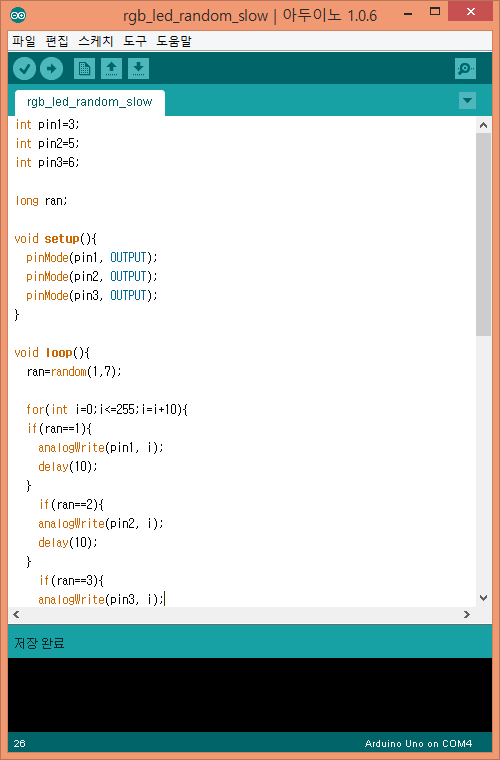 rgb_led_random_slow | 아두이노 1.0.6
파일 편집 스케치 도구 도움말
rgb_led_random_slow
int pin1=3;
int pin2=5;
int pin3=6;
long ran;
void setup(){
pinMode(pin1, OUTPUT);
pinMode(pin2, OUTPUT);
pinMode(pin3, OUTPUT);
}
void loop(){
ran=random(1,7);
for(int i=0;i<=255;i=i+10){
if(ran==1){
analogWrite(pin1, i);
delay(10);
}
if(ran==2){
analogWrite(pin2, i);
delay(10);
}
if(ran==3){
analogWrite(pin3, i);
저장 완료
26 Arduino Uno on COM4